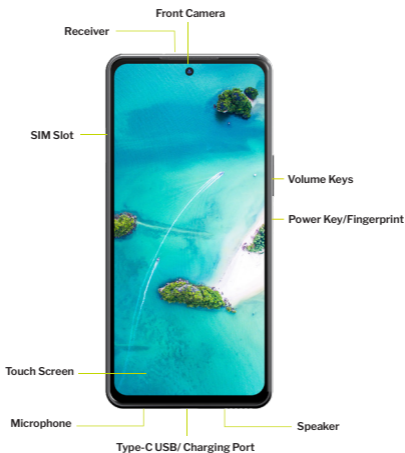 Front Camera
Receiver
SIM Slot
Volume Keys
Power Key/Fingerprint
Touch Screen
Microphone
Speaker
Type-C USB/ Charging Port